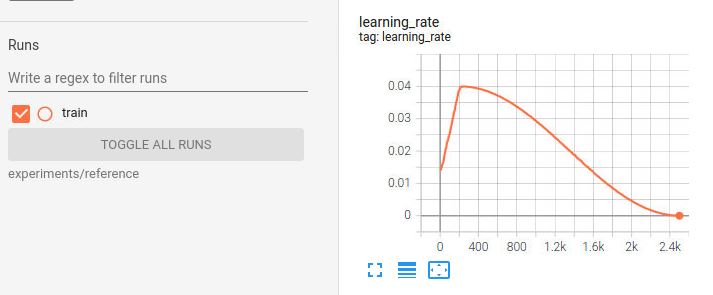 Runs
Write a regex to filter runs
train
TOGGLE ALL RUNS
experiments/reference
learning_rate
tag: learning_rate
0.04
0.03
0.02
0.01
0
0 400 800 1.2k 1.6k 2k 2.4k